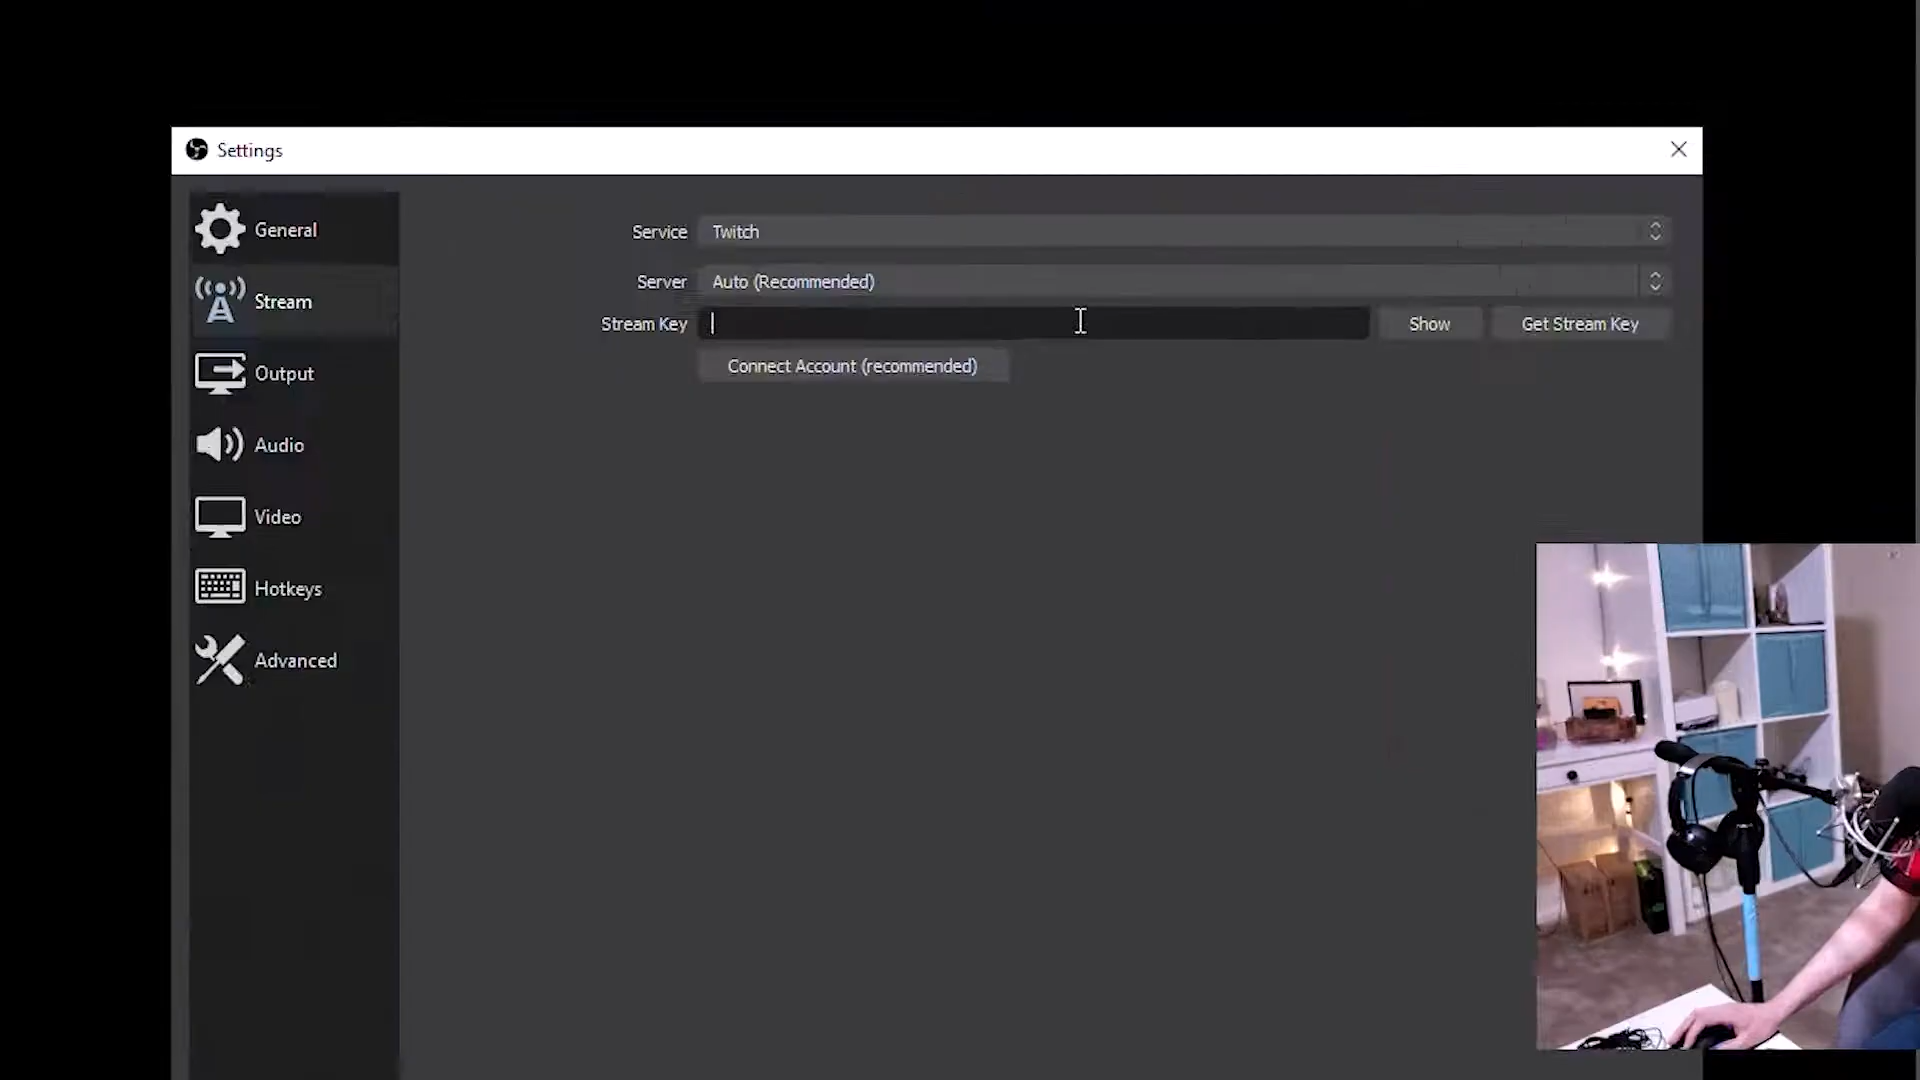 Settings
General
Stream
Output
Audio
Video
Hotkeys
Advanced
Service Twitch
Server Auto (Recommended)
Stream Key Show Get Stream Key
Connect Account (recommended)